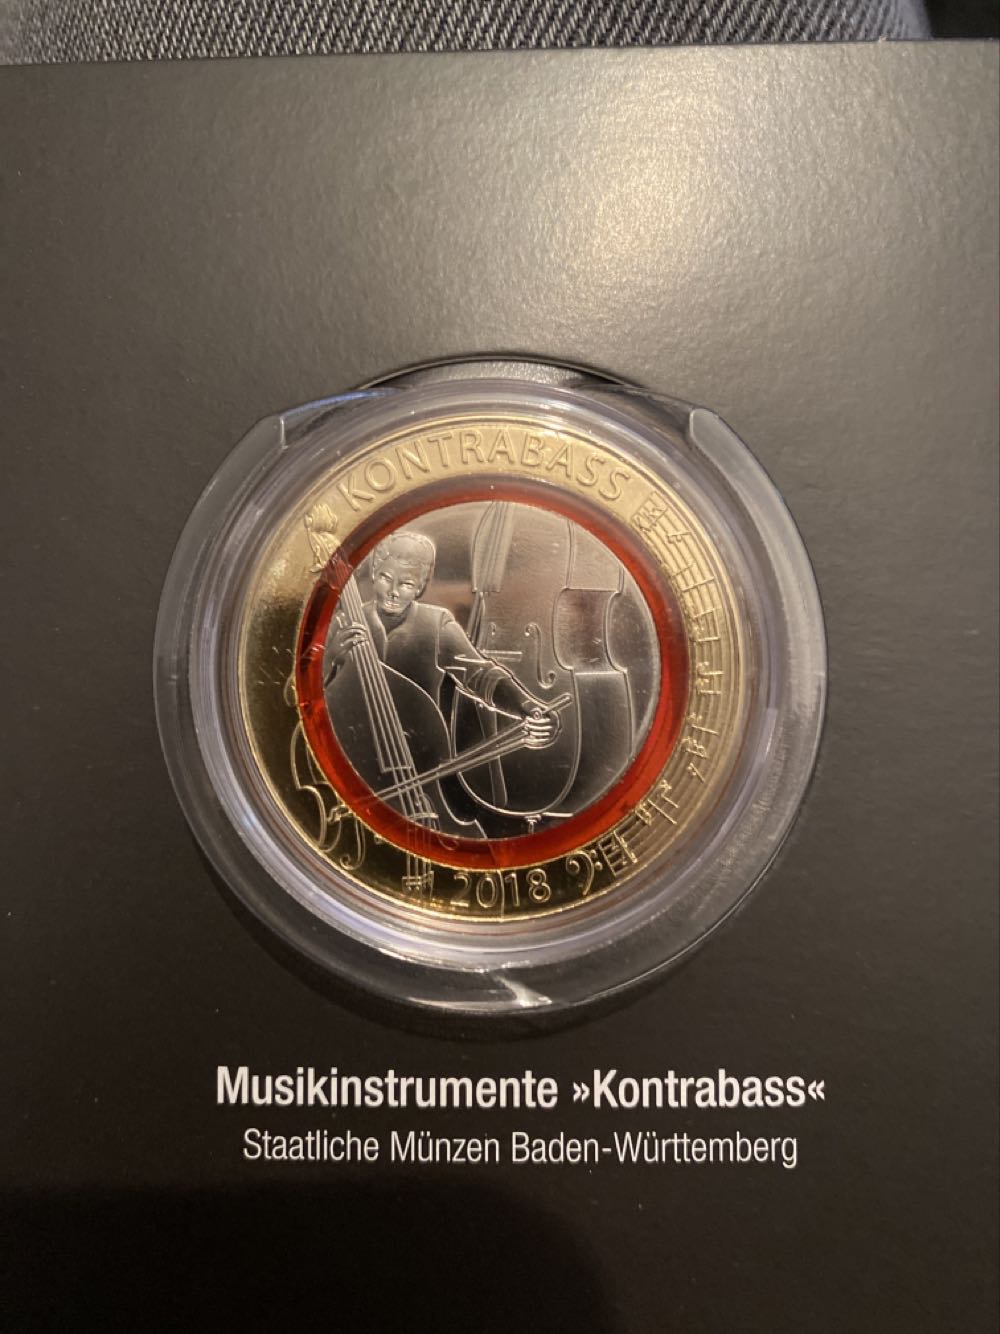 KONTRABASS
2018
Musikinstrumente »Kontrabass«
Staatliche Münzen Baden-Württemberg